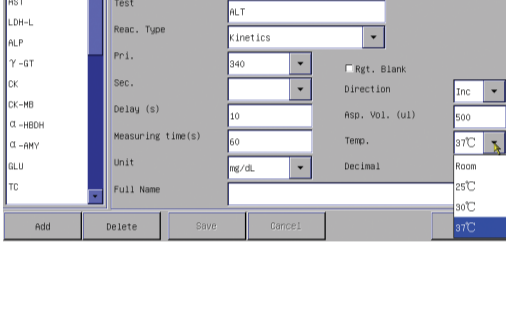 AST
LDH-L
ALP
γ-GT
CK
CK-MB
α-HBDH
α-AMY
GLU
TC
Test
ALT
Reac. Type
Kinetics
Pri.
340
Rgt. Blank
Sec.
Direction
Inc
Delay (s)
10
Asp. Vol. (ul)
500
Measuring time(s)
60
Temp.
37℃
Unit
mg/dL
Decimal
Full Name
Room
25℃
30℃
37℃
Add
Delete
Save
Cancel